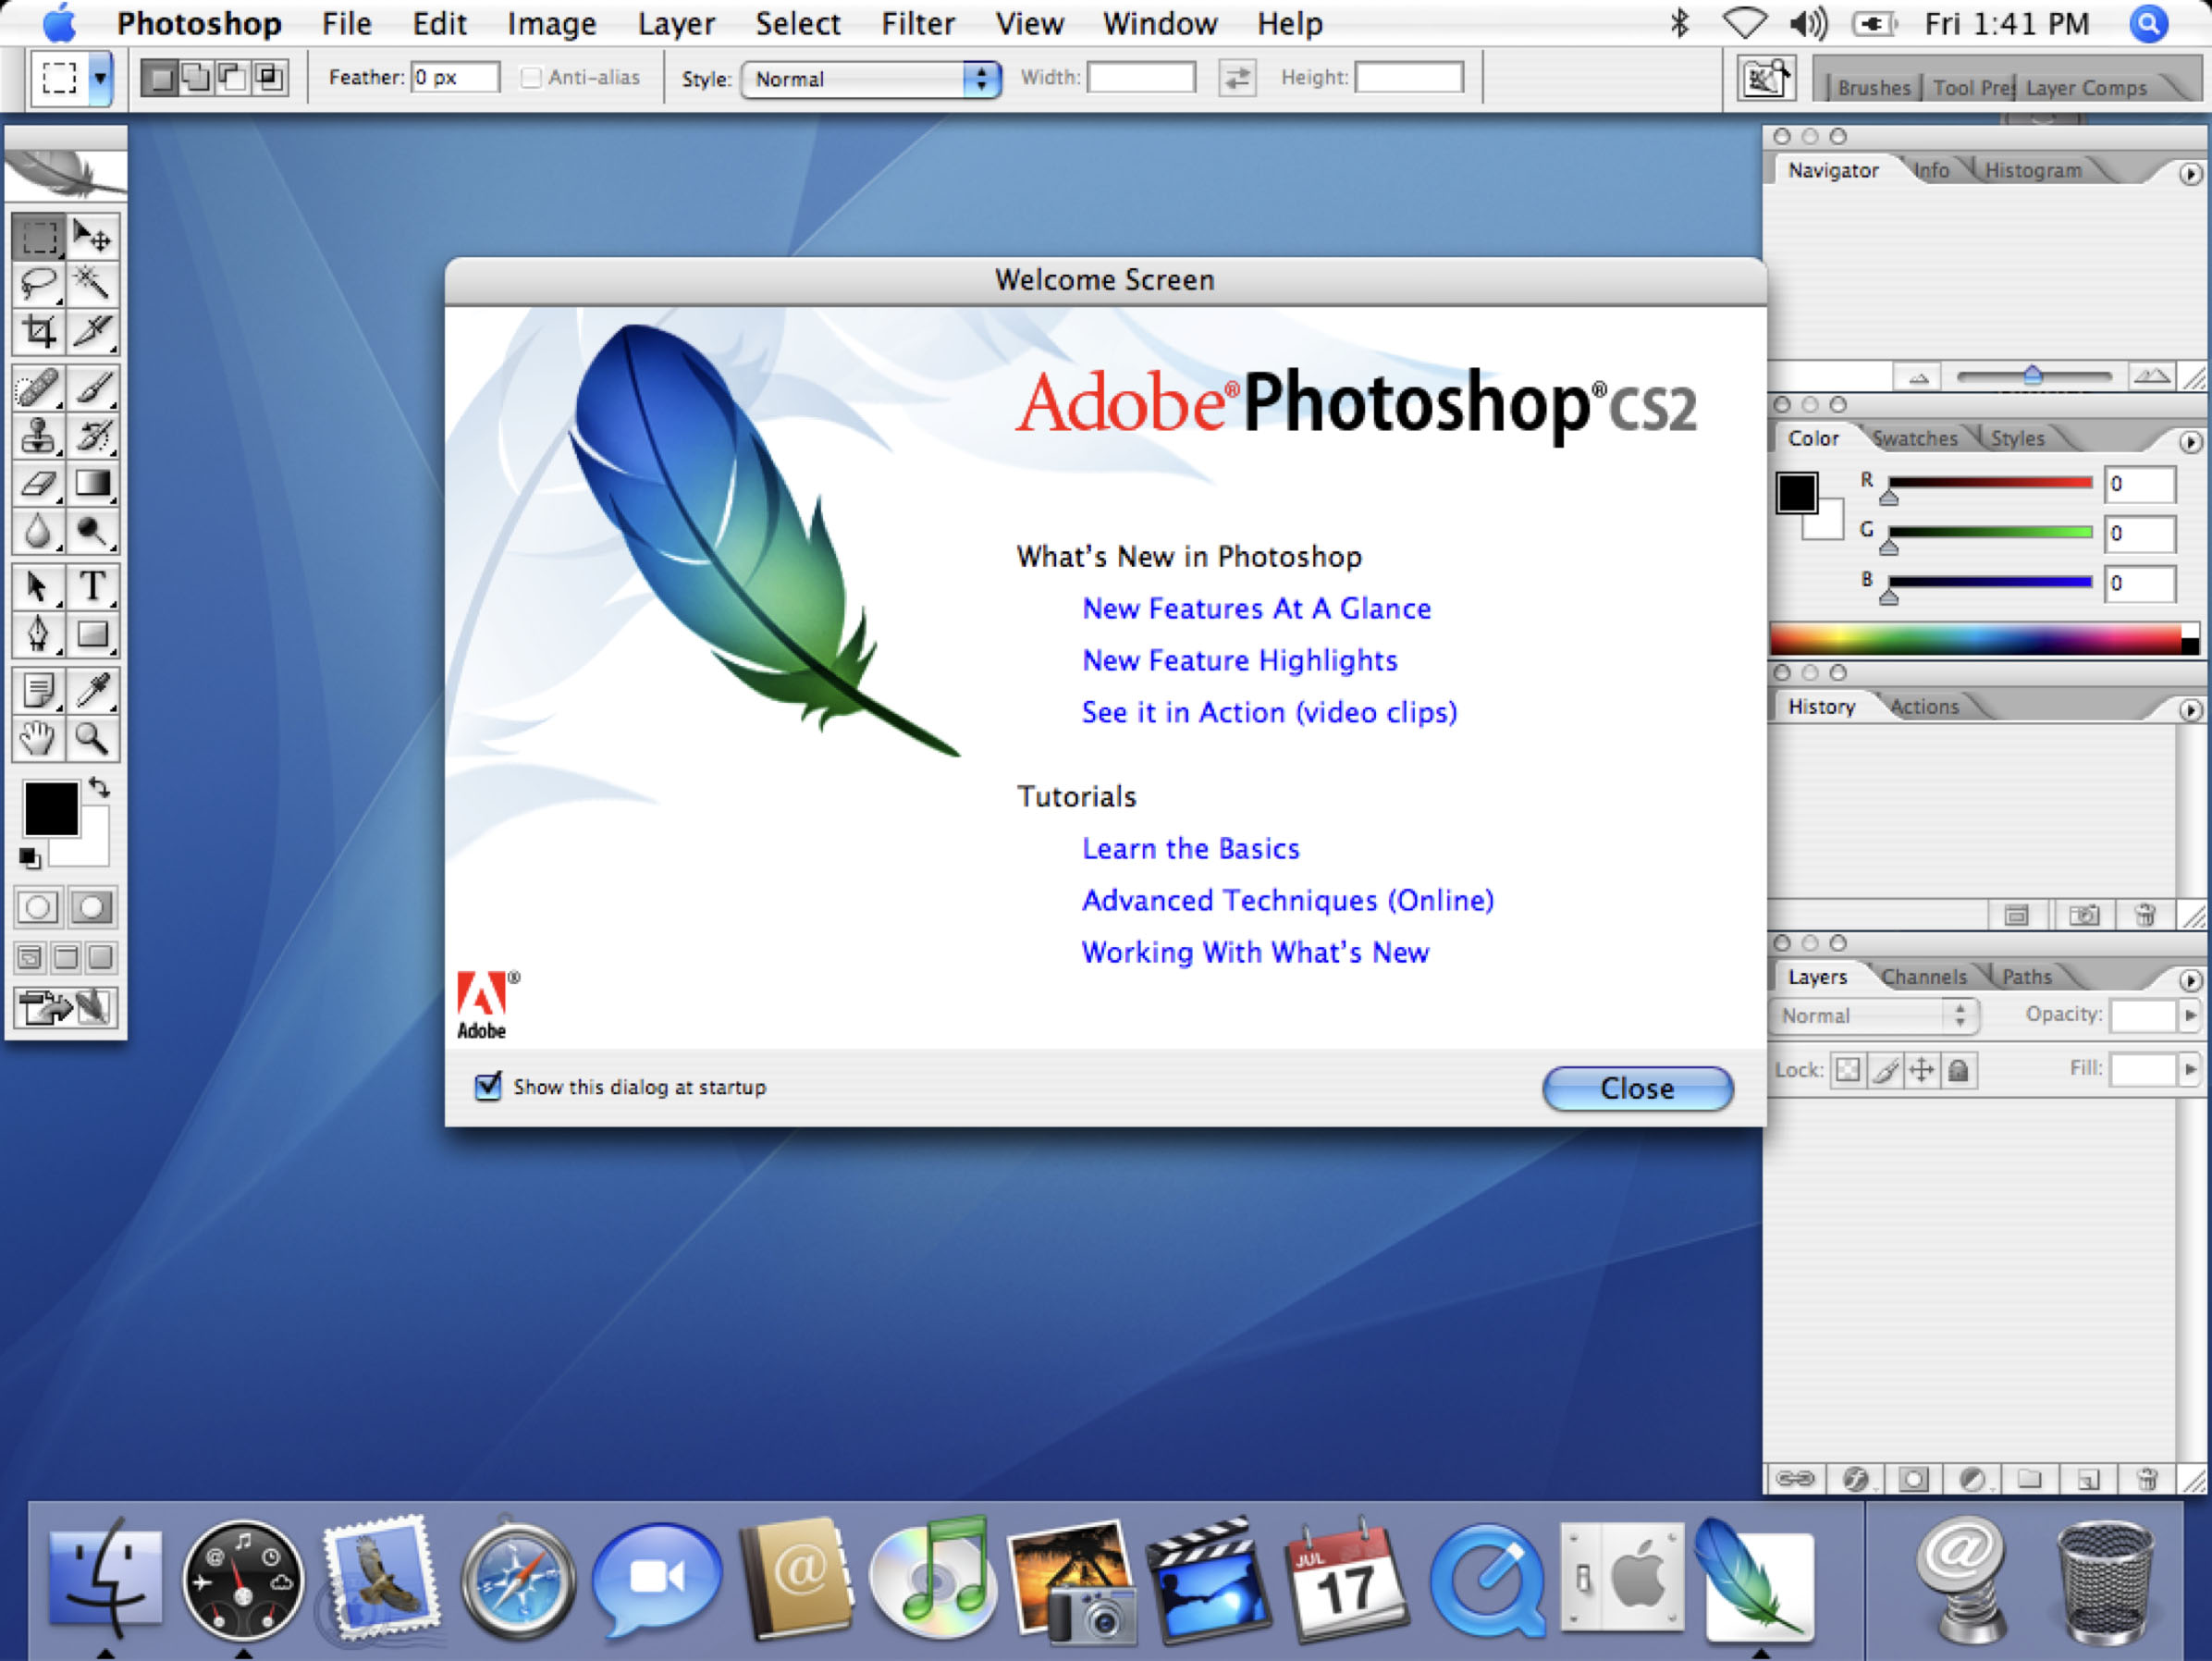 Photoshop File Edit Image Layer Select Filter View Window Help Fri 1:41 PM
Feather: 0 px Anti-alias Style: Normal Width: Height: Brushes Tool Pre Layer Comps
Navigator Info Histogram
Welcome Screen
Adobe® Photoshop® CS2
Color Swatches Styles
R 0
G 0
B 0
What's New in Photoshop
New Features At A Glance
New Feature Highlights
See it in Action (video clips)
History Actions
Tutorials
Learn the Basics
Advanced Techniques (Online)
Working With What's New
Layers Channels Paths
Normal Opacity:
Lock: Fill:
®
Adobe
Show this dialog at startup
Close
T
@
@
JUL
17
@